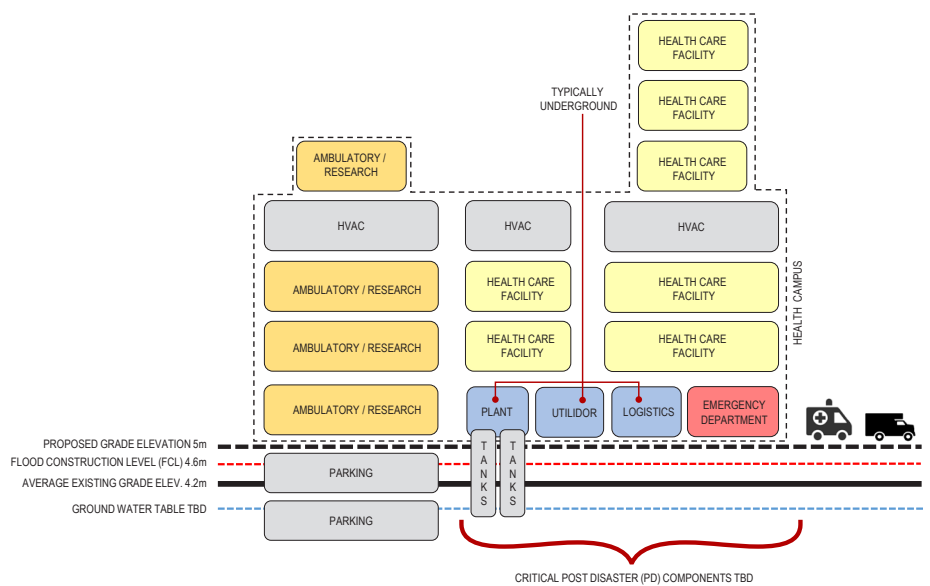 HEALTH CARE
FACILITY
TYPICALLY
UNDERGROUND
HEALTH CARE
FACILITY
AMBULATORY /
RESEARCH
HEALTH CARE
FACILITY
HVAC
HVAC
HVAC
AMBULATORY / RESEARCH
HEALTH CARE
FACILITY
HEALTH CARE
FACILITY
HEALTH CAMPUS
AMBULATORY / RESEARCH
HEALTH CARE
FACILITY
HEALTH CARE
FACILITY
AMBULATORY / RESEARCH
PLANT
UTILIDOR
LOGISTICS
EMERGENCY
DEPARTMENT
PROPOSED GRADE ELEVATION 5m
FLOOD CONSTRUCTION LEVEL (FCL) 4.6m
AVERAGE EXISTING GRADE ELEV. 4.2m
GROUND WATER TABLE TBD
PARKING
PARKING
TANKS
TANKS
CRITICAL POST DISASTER (PD) COMPONENTS TBD